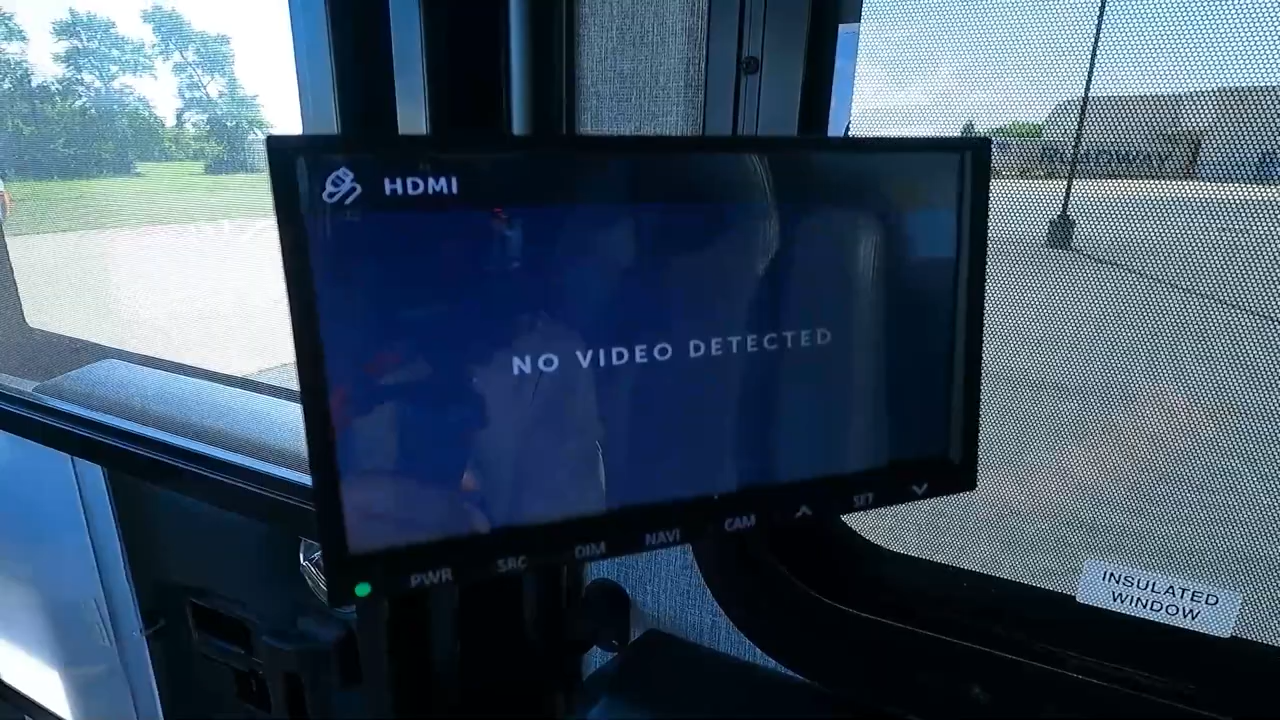 HDMI
NO VIDEO DETECTED
PWR SRC DIM NAVI CAM SET
INSULATED
WINDOW